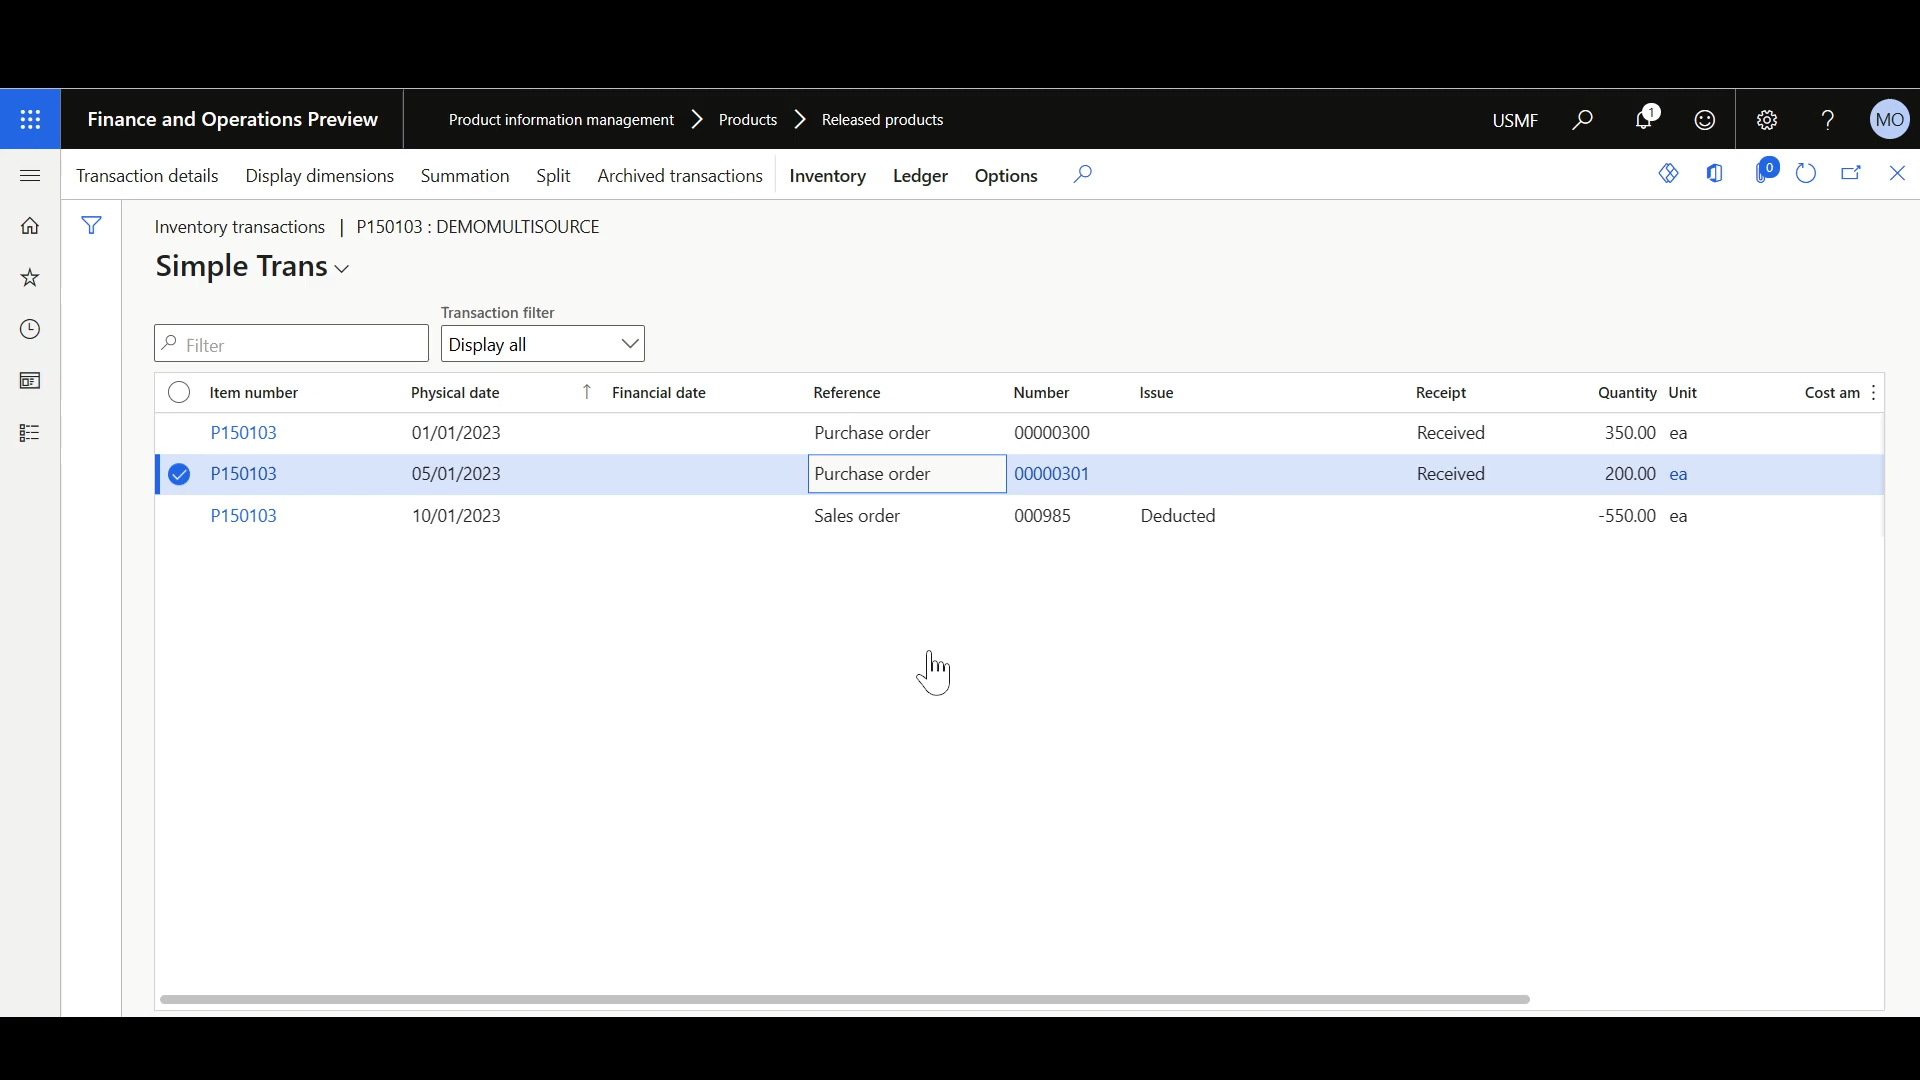 Finance and Operations Preview
Product information management > Products > Released products
USMF
1
?
MO
Transaction details Display dimensions Summation Split Archived transactions Inventory Ledger Options
0
Inventory transactions | P150103 : DEMOMULTISOURCE
Simple Trans
Transaction filter
Filter
Display all
Item number Physical date ↑ Financial date Reference Number Issue Receipt Quantity Unit Cost am
P150103 01/01/2023 Purchase order 00000300 Received 350.00 ea
P150103 05/01/2023 Purchase order 00000301 Received 200.00 ea
P150103 10/01/2023 Sales order 000985 Deducted -550.00 ea